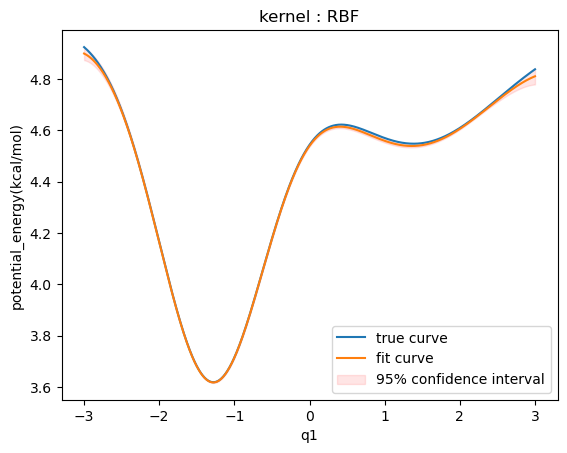 kernel : RBF
potential_energy(kcal/mol)
4.8
4.6
4.4
4.2
4.0
3.8
3.6
true curve
fit curve
95% confidence interval
−3 −2 −1 0 1 2 3
q1